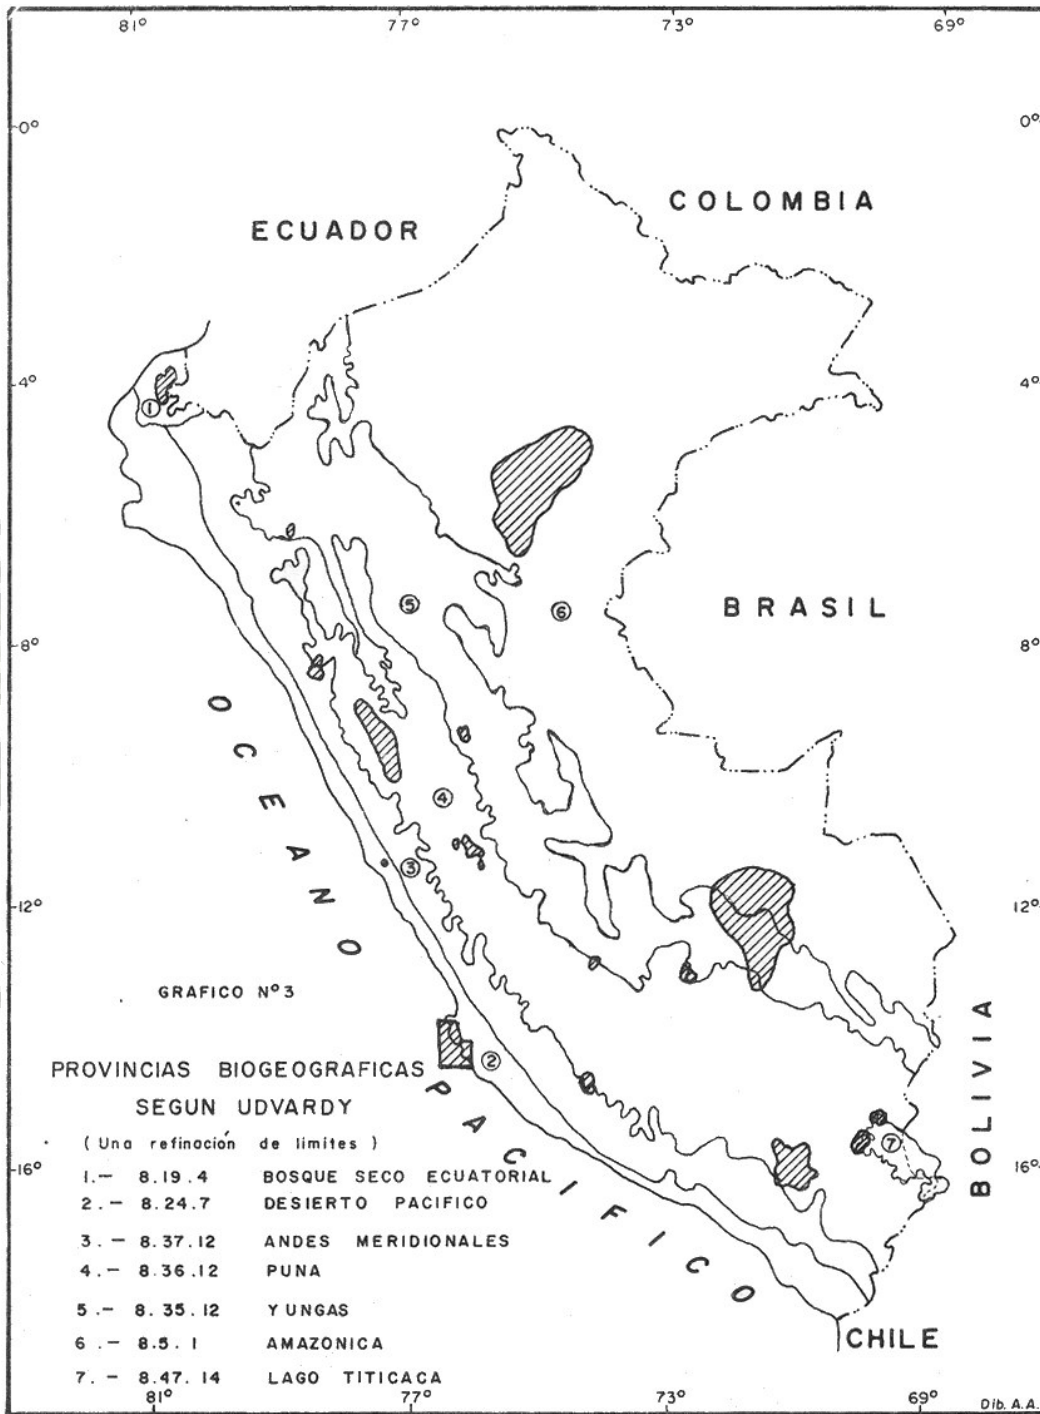 81° 77° 73° 69°
0° 0°
COLOMBIA
ECUADOR
4° 4°
1
5
6
BRASIL
8° 8°
OCEANO PACIFICO
4
3
12° 12°
GRAFICO N°3
2
PROVINCIAS BIOGEOGRAFICAS
SEGUN UDVARDY
(Una refinación de limites)
7
BOLIVIA
16° 16°
1.- 8.19.4 BOSQUE SECO ECUATORIAL
2.- 8.24.7 DESIERTO PACIFICO
3.- 8.37.12 ANDES MERIDIONALES
4.- 8.36.12 PUNA
5.- 8.35.12 YUNGAS
6.- 8.5.1 AMAZONICA
7.- 8.47.14 LAGO TITICACA
CHILE
81° 77° 73° 69°
Dib. A.A.